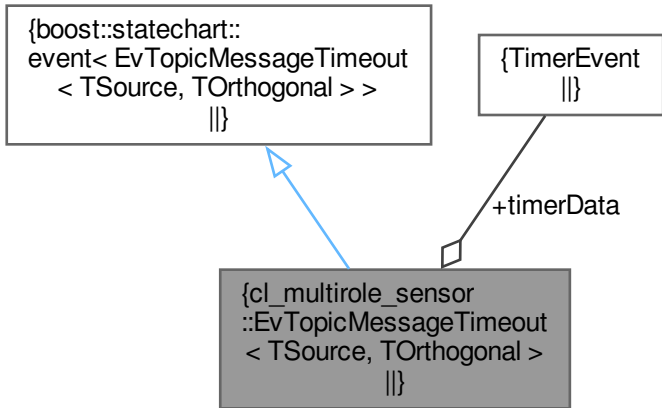 {boost::statechart::
event< EvTopicMessageTimeout
< TSource, TOrthogonal > >
||}
{TimerEvent
||}
+timerData
{cl_multirole_sensor
::EvTopicMessageTimeout
< TSource, TOrthogonal >
||}